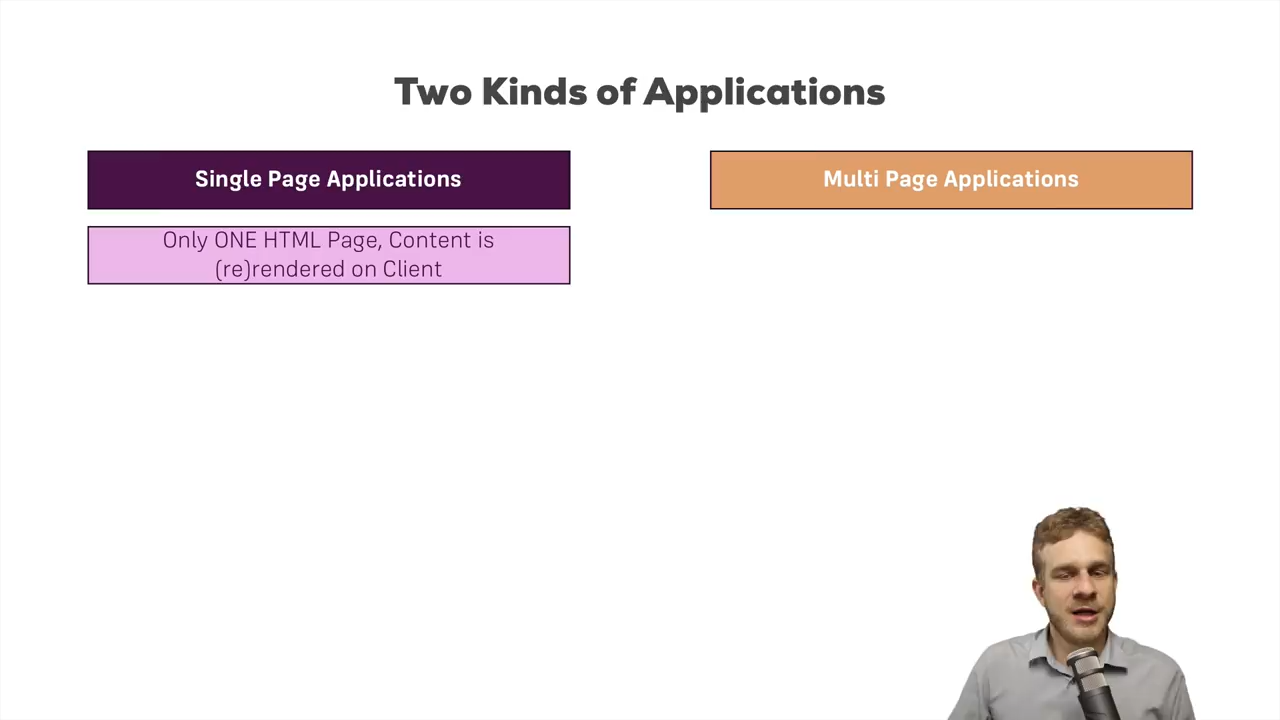 Two Kinds of Applications
Single Page Applications
Multi Page Applications
Only ONE HTML Page, Content is
(re)rendered on Client